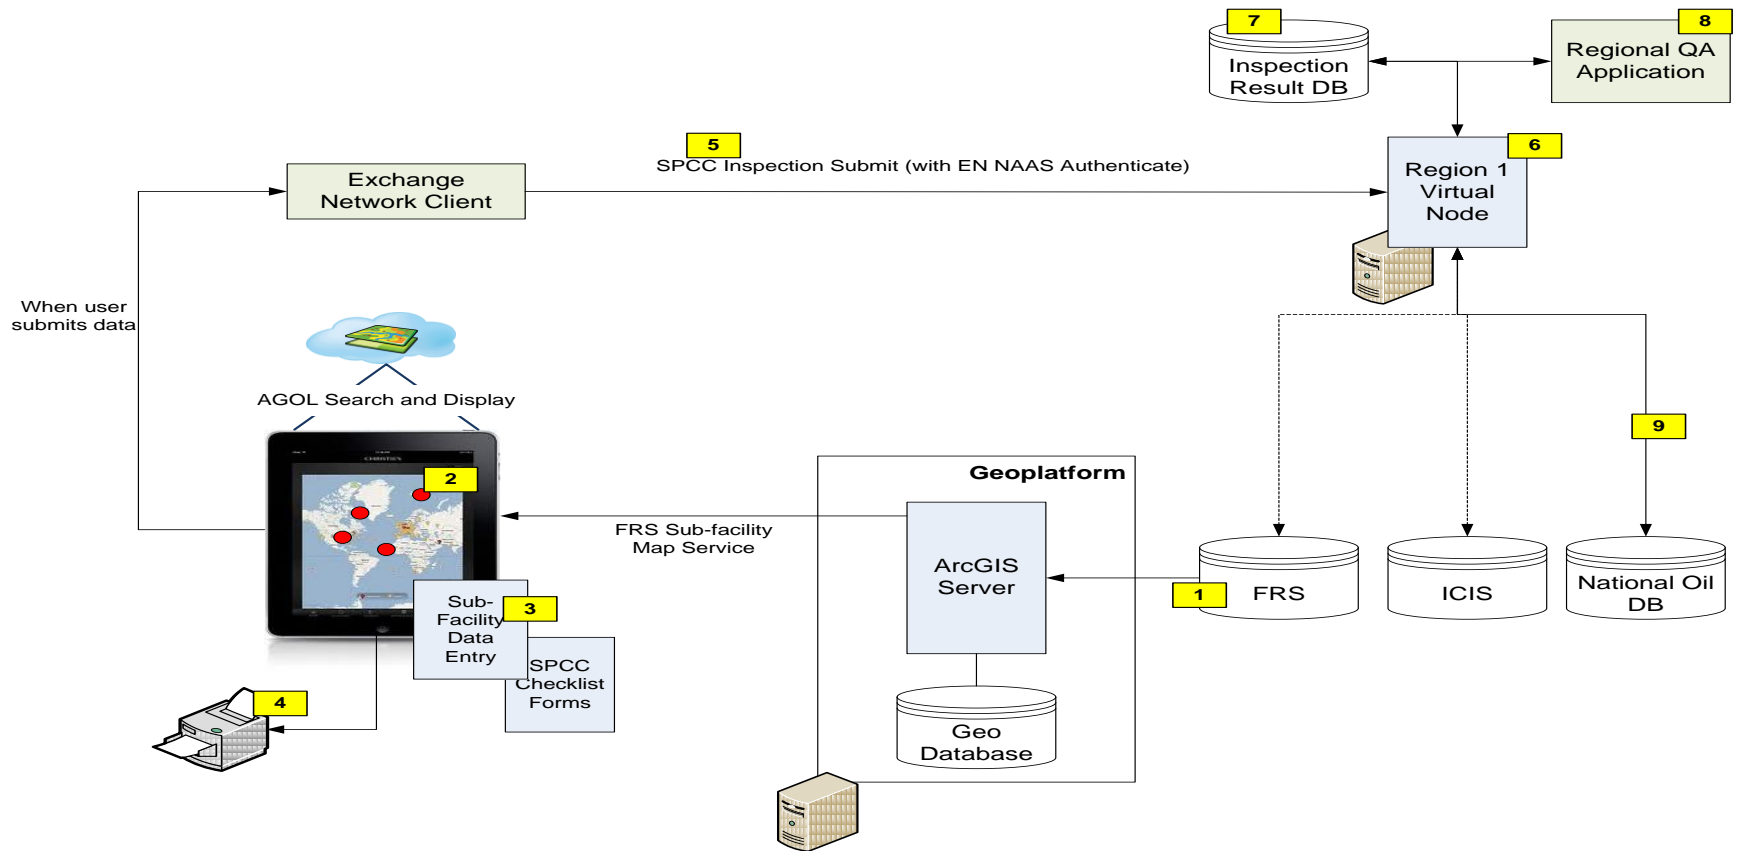 7
8
Inspection
Result DB
Regional QA
Application
5
SPCC Inspection Submit (with EN NAAS Authenticate)
6
Region 1
Virtual
Node
Exchange
Network Client
When user
submits data
AGOL Search and Display
2
9
Geoplatform
FRS Sub-facility
Map Service
ArcGIS
Server
1
FRS
ICIS
National Oil
DB
3
Sub-
Facility
Data
Entry
SPCC
Checklist
Forms
4
Geo
Database